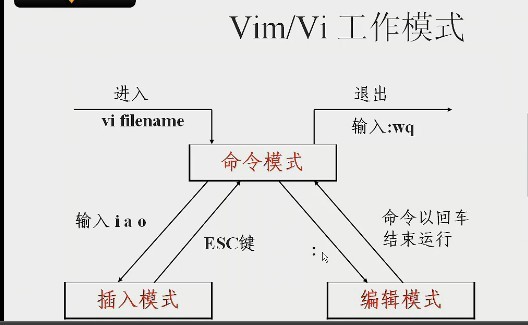 Vim/Vi 工作模式
进入
vi filename
退出
输入:wq
命令模式
输入 i a o
ESC键
:
命令以回车
结束运行
插入模式
编辑模式